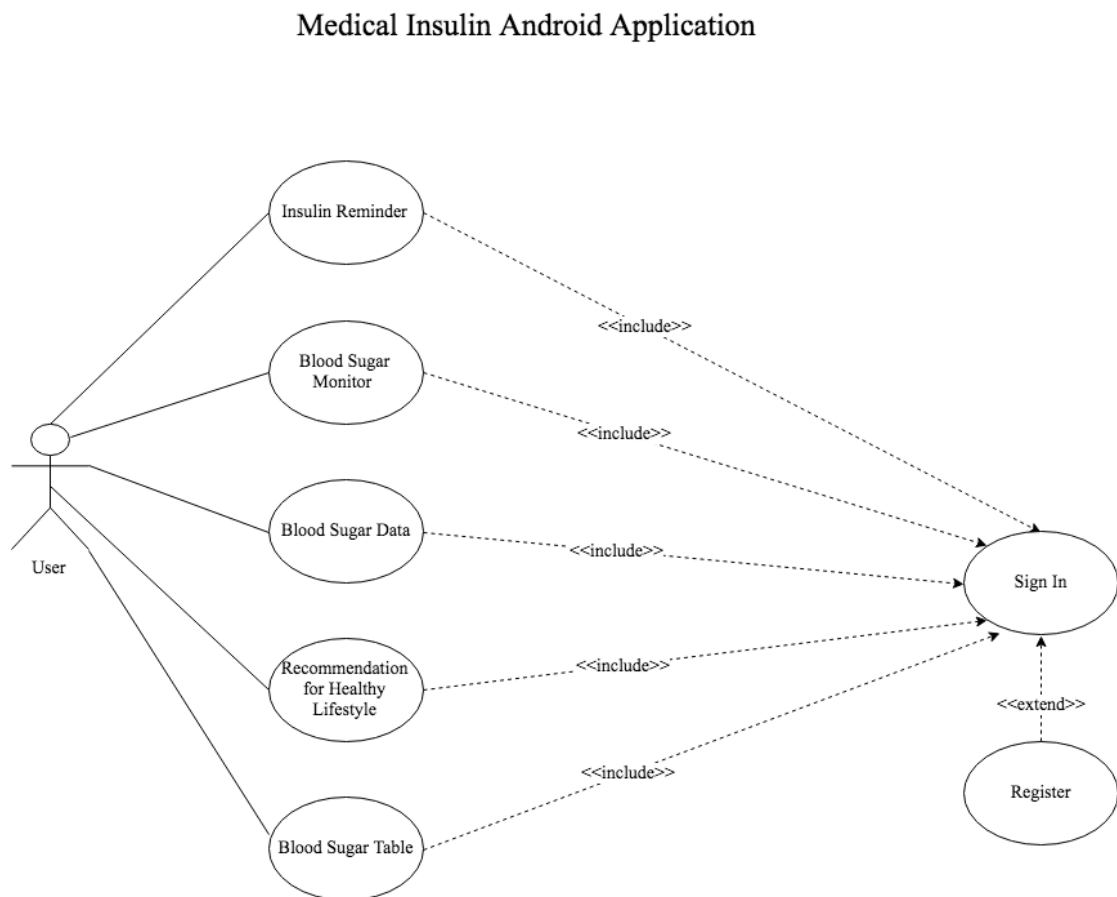 Medical Insulin Android Application
Insulin Reminder
<<include>>
Blood Sugar
Monitor
<<include>>
Blood Sugar Data
<<include>>
User
Sign In
Recommendation
for Healthy
Lifestyle
<<include>>
<<extend>>
<<include>>
Register
Blood Sugar Table